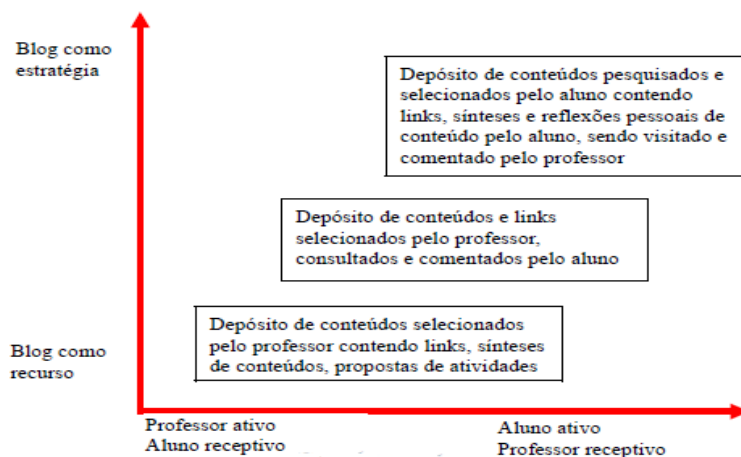 Blog como
estratégia
Depósito de conteúdos pesquisados e
selecionados pelo aluno contendo
links, sínteses e reflexões pessoais de
conteúdo pelo aluno, sendo visitado e
comentado pelo professor
Depósito de conteúdos e links
selecionados pelo professor,
consultados e comentados pelo aluno
Depósito de conteúdos selecionados
pelo professor contendo links, sínteses
de conteúdos, propostas de atividades
Blog como
recurso
Professor ativo
Aluno receptivo
Aluno ativo
Professor receptivo